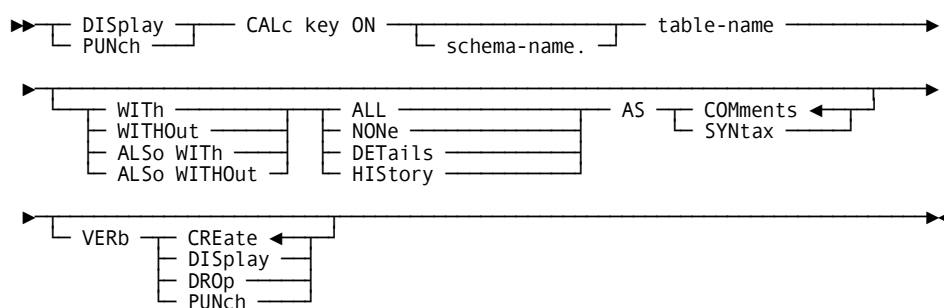 DISplay CALc key ON table-name
PUNch schema-name.
WITh ALL AS COMments
WITHOut NONe SYNtax
ALSo WITh DETails
ALSo WITHOut HIStory
VERb CREate
DISplay
DROp
PUNch